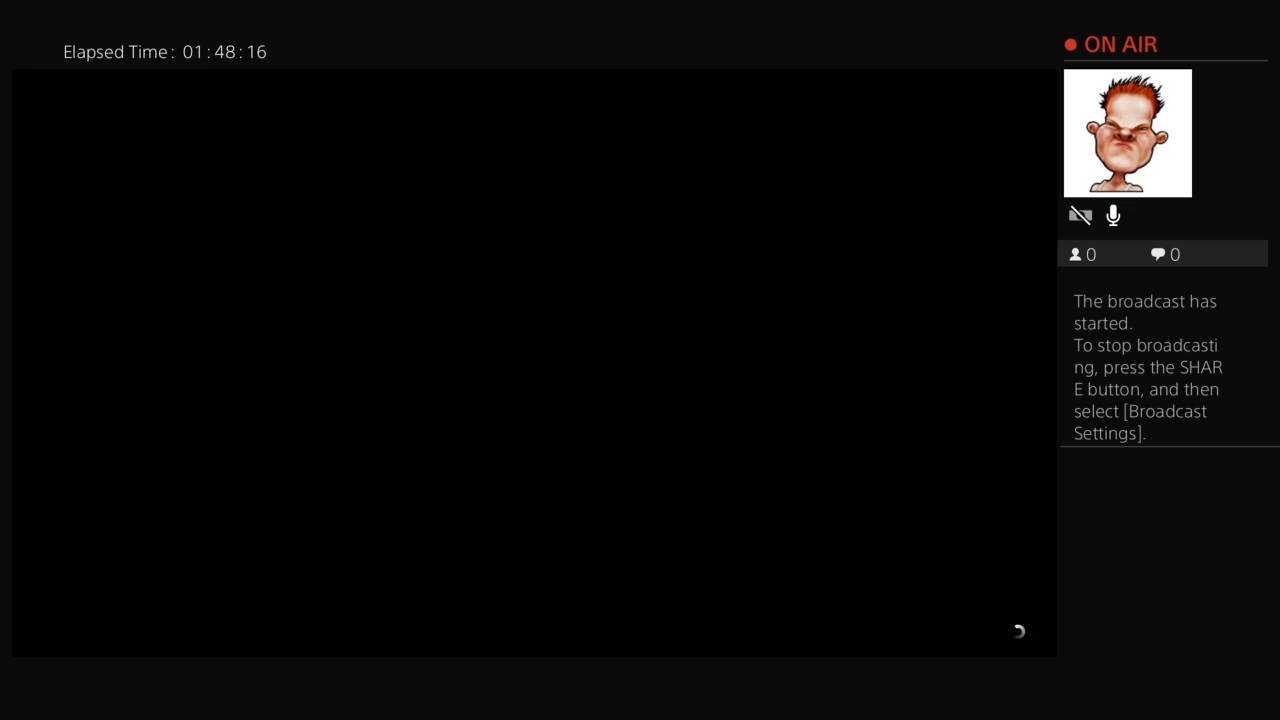 Elapsed Time: 01:48:16
ON AIR
0 0
The broadcast has
started.
To stop broadcasti
ng, press the SHAR
E button, and then
select [Broadcast
Settings].